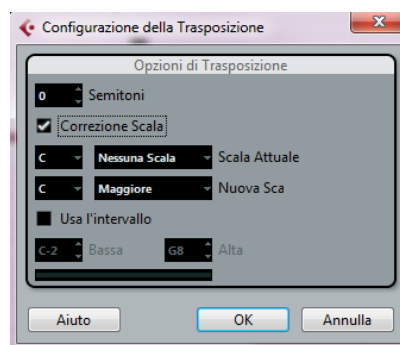 Configurazione della Trasposizione
Opzioni di Trasposizione
0 Semitoni
Correzione Scala
C Nessuna Scala Scala Attuale
C Maggiore Nuova Sca
Usa l'intervallo
C-2 Bassa G8 Alta
Aiuto OK Annulla